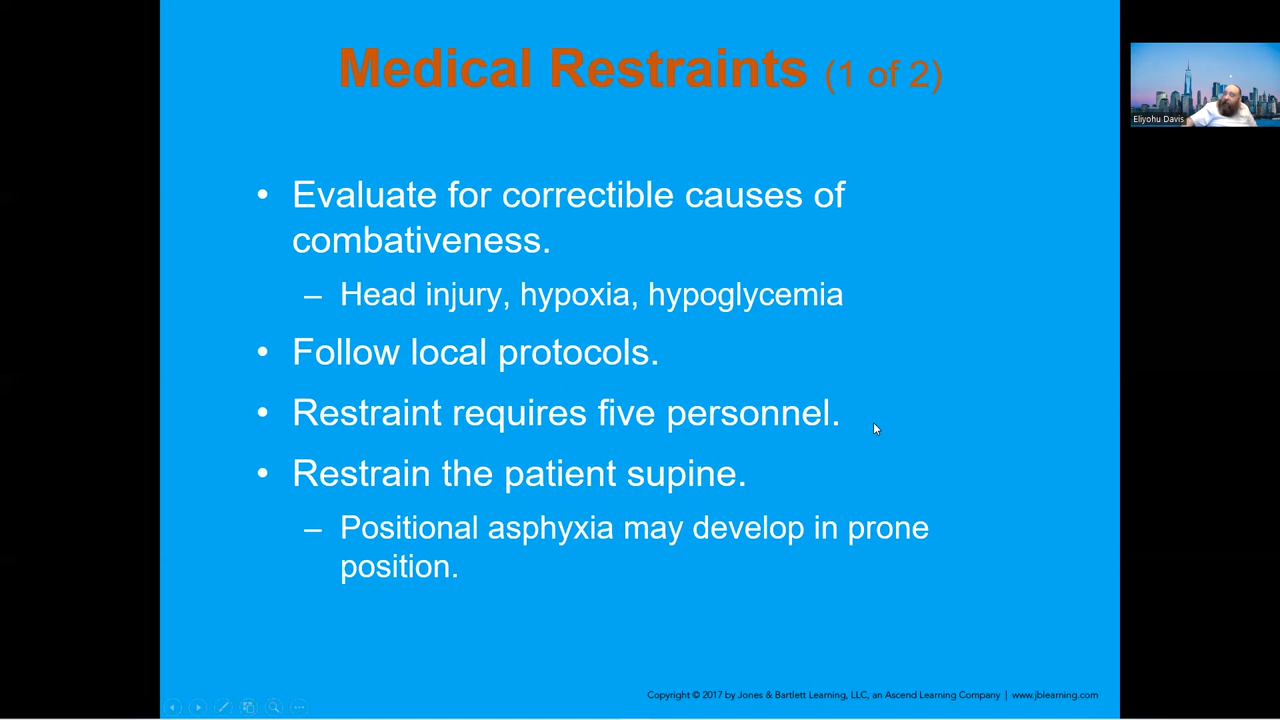 Medical Restraints (1 of 2)
• Evaluate for correctible causes of
combativeness.
– Head injury, hypoxia, hypoglycemia
• Follow local protocols.
• Restraint requires five personnel.
• Restrain the patient supine.
– Positional asphyxia may develop in prone
position.
Eliyohu Davis
Copyright © 2017 by Jones & Bartlett Learning, LLC, an Ascend Learning Company | www.jblearning.com